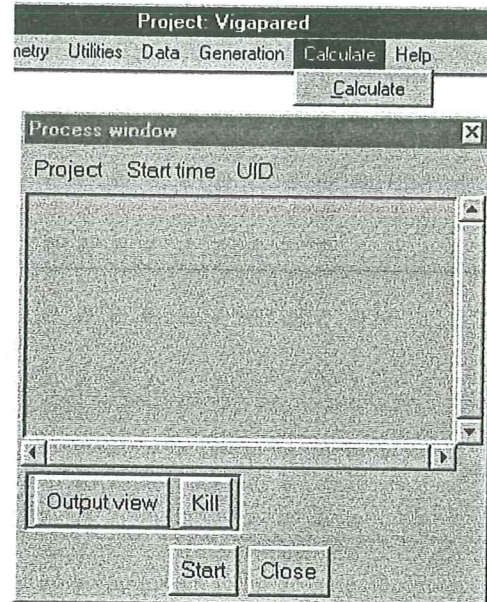 Project: Vigapared
metry Utilities Data Generation Calculate Help
Calculate
Process window
Project Start time UID
Output view Kill
Start Close